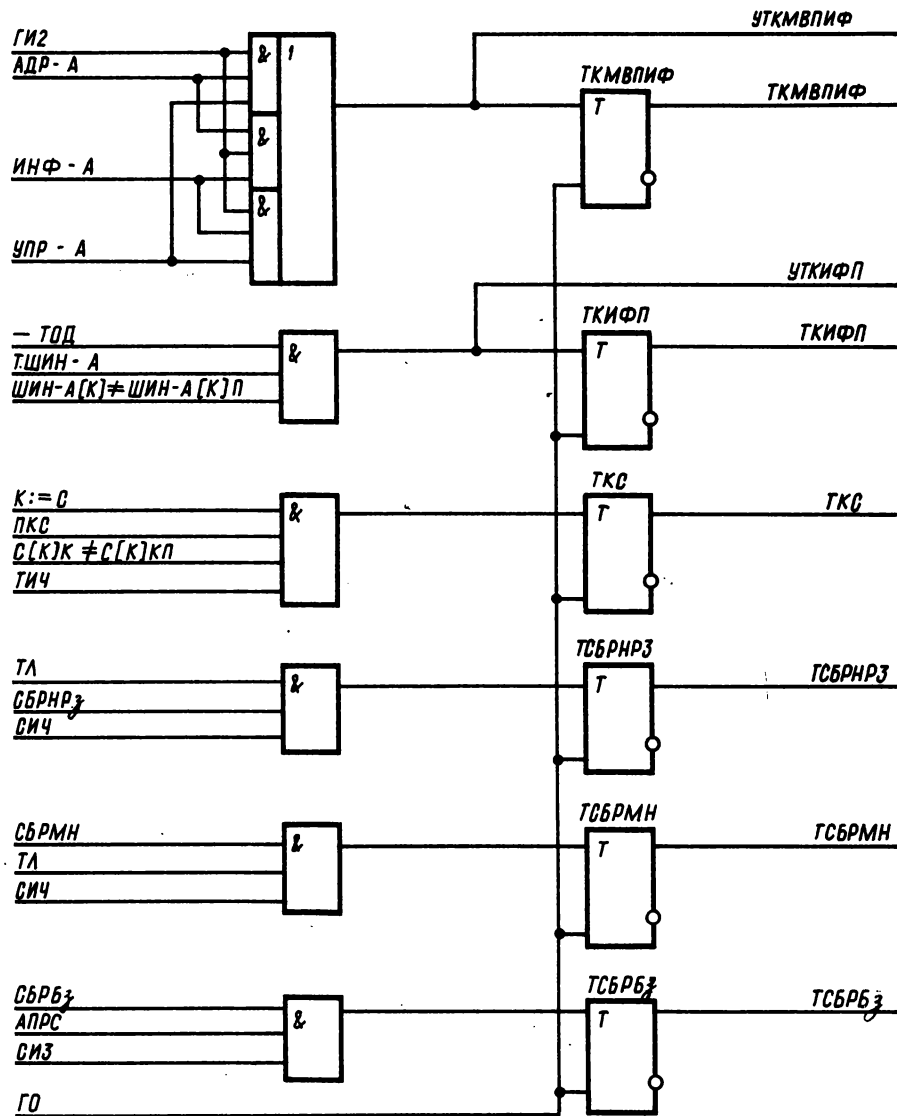 УТКМВПИФ
ГИ2
& 1
АДР-А
ТКМВПИФ
ТКМВПИФ
Т
&
ИНФ - А
&
УПР - А
УТКИФП
ТКИФП
— ТОД
ТКИФП
&
Т
Т.ШИН-А
ШИН-А[К]≠ШИН-А[К]П
ТКС
К:=С
ТКС
&
Т
ПКС
С[К]К ≠С[К]КП
ТИЧ
ТСБРНРЗ
ТЛ
ТСБРНРЗ
&
Т
СБРНРз
СИЧ
ТСБРМН
СБРМН
ТСБРМН
&
Т
ТЛ
СИЧ
ТСБРБз
СБРБз
ТСБРБз
АПРС
&
Т
СИЗ
ГО